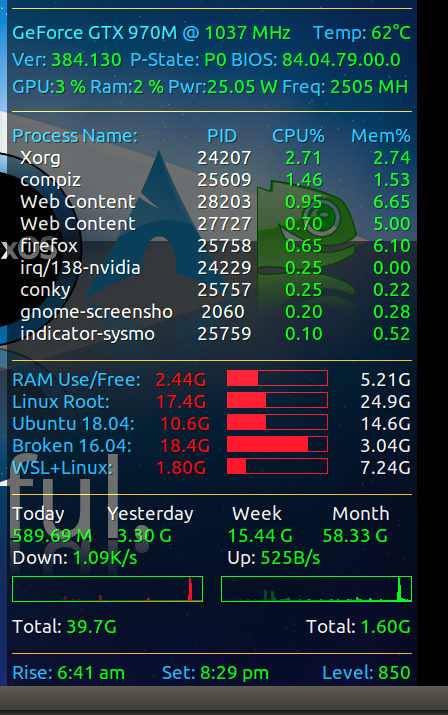 GeForce GTX 970M @ 1037 MHz Temp: 62°C
Ver: 384.130 P-State: P0 BIOS: 84.04.79.00.0
GPU:3 % Ram:2 % Pwr:25.05 W Freq: 2505 MH
Process Name: PID CPU% Mem%
Xorg 24207 2.71 2.74
compiz 25609 1.46 1.53
Web Content 28203 0.95 6.65
Web Content 27727 0.70 5.00
firefox 25758 0.65 6.10
irq/138-nvidia 24229 0.25 0.00
conky 25757 0.25 0.22
gnome-screensho 2060 0.20 0.28
indicator-sysmo 25759 0.10 0.52
RAM Use/Free: 2.44G 5.21G
Linux Root: 17.4G 24.9G
Ubuntu 18.04: 10.6G 14.6G
Broken 16.04: 18.4G 3.04G
WSL+Linux: 1.80G 7.24G
ful.
Today Yesterday Week Month
589.69 M 3.30 G 15.44 G 58.33 G
Down: 1.09K/s Up: 525B/s
Total: 39.7G Total: 1.60G
Rise: 6:41 am Set: 8:29 pm Level: 850